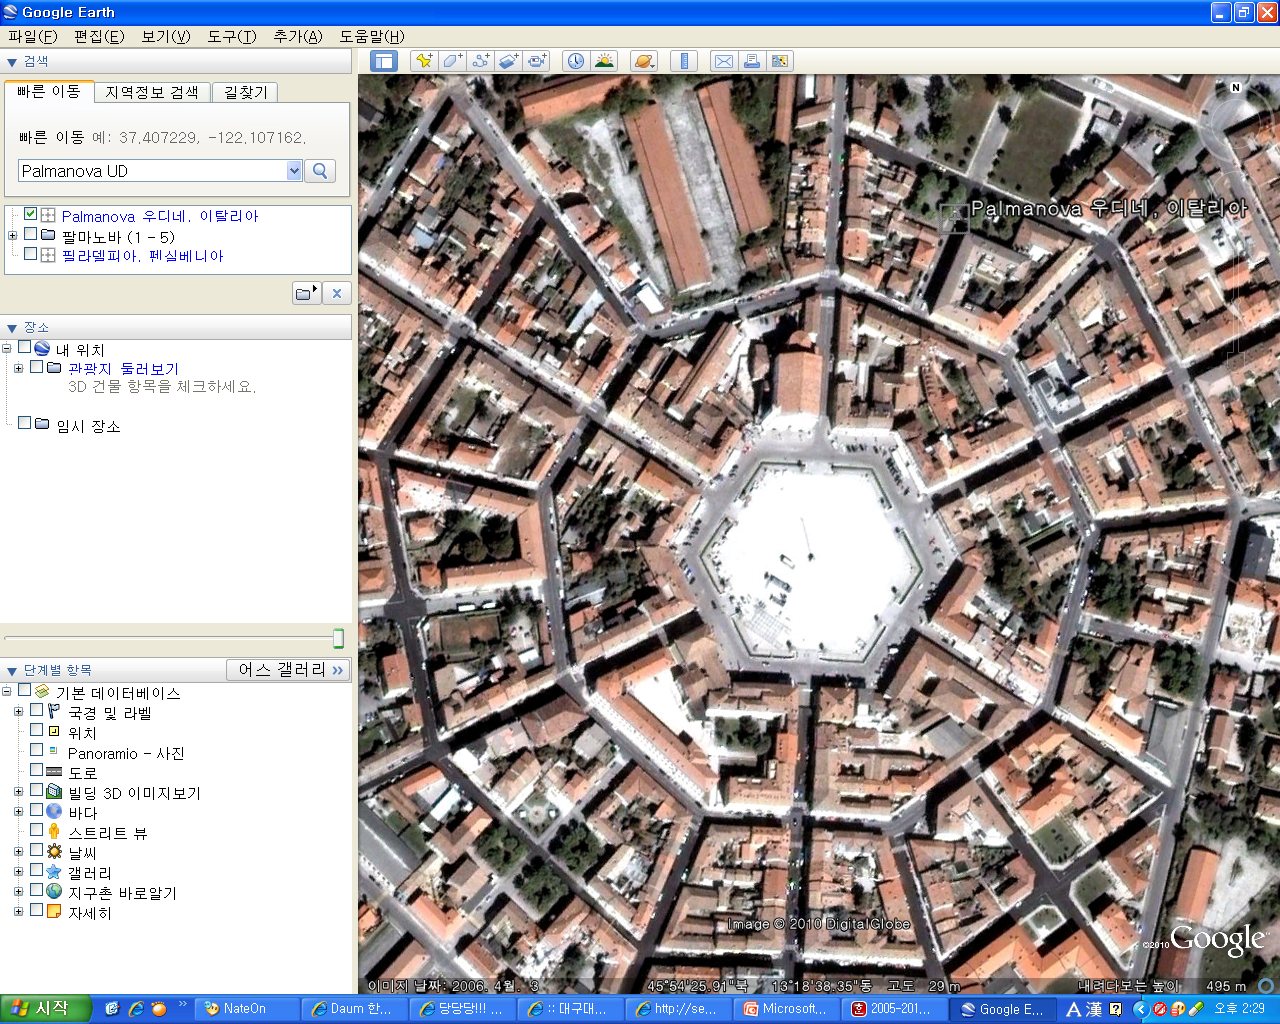 Google Earth
파일(F) 편집(E) 보기(V) 도구(T) 추가(A) 도움말(H)
검색
빠른 이동 지역정보 검색 길찾기
빠른 이동 예: 37.407229, -122.107162.
Palmanova UD
Palmanova 우디네, 이탈리아
팔마노바 (1 - 5)
필라델피아, 펜실베니아
장소
내 위치
관광지 둘러보기
3D 건물 항목을 체크하세요.
임시 장소
단계별 항목 어스 갤러리 »
기본 데이터베이스
국경 및 라벨
위치
Panoramio - 사진
도로
빌딩 3D 이미지보기
바다
스트리트 뷰
날씨
갤러리
지구촌 바로알기
자세히
N
Palmanova 우디네, 이탈리아
Image © 2010 DigitalGlobe
©2010 Google™
이미지 날짜: 2006. 4월. 3 45°54'25.91"북 13°18'38.35"동 고도 29 m 내려다보는 높이 495 m
시작 NateOn Daum 한... 당당당!!! ... :: 대구대... http://se... Microsoft... 2005-201... Google E... A 漢 오후 2:29